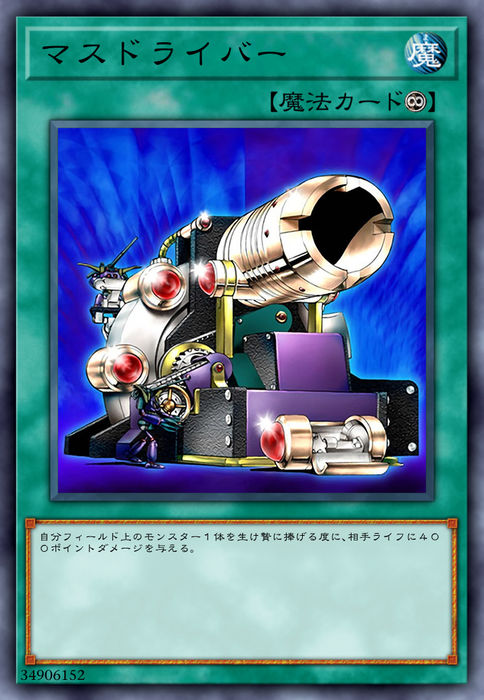 マスドライバー
魔
【魔法カード】
自分フィールド上のモンスター1体を生け贄に捧げる度に、相手ライフに４０
０ポイントダメージを与える。
34906152